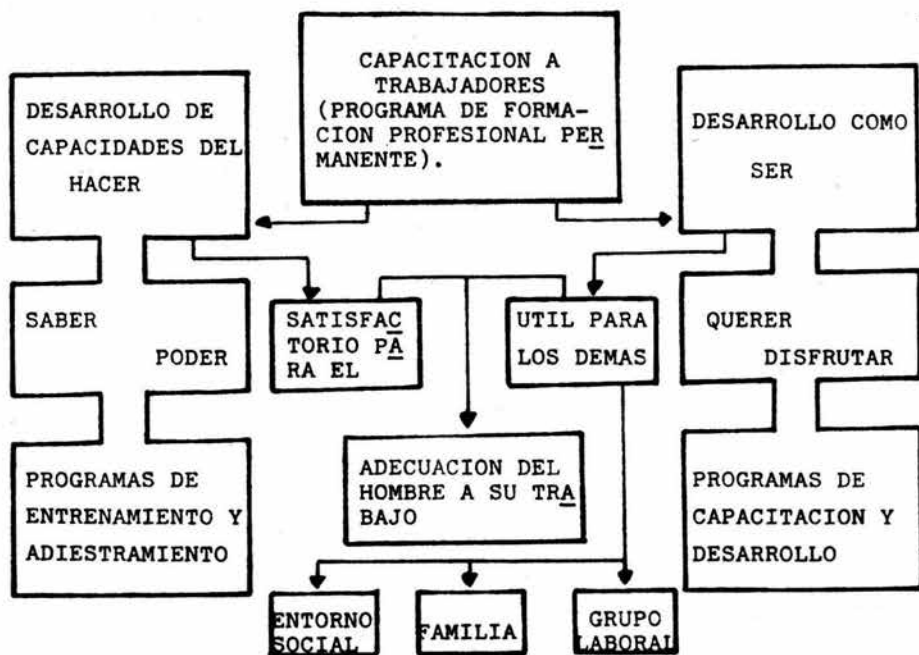 CAPACITACION A
TRABAJADORES
(PROGRAMA DE FORMA-
CION PROFESIONAL PER
MANENTE).
DESARROLLO DE
CAPACIDADES DEL
HACER
DESARROLLO COMO
SER
SABER
PODER
SATISFAC
TORIO PA
RA EL
UTIL PARA
LOS DEMAS
QUERER
DISFRUTAR
ADECUACION DEL
HOMBRE A SU TRA
BAJO
PROGRAMAS DE
ENTRENAMIENTO Y
ADIESTRAMIENTO
PROGRAMAS DE
CAPACITACION Y
DESARROLLO
ENTORNO
SOCIAL
FAMILIA
GRUPO
LABORAL